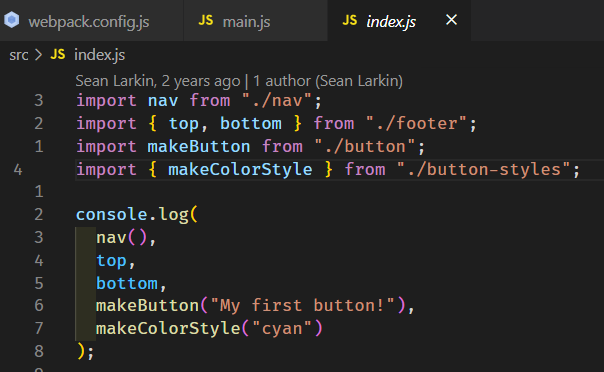 webpack.config.js JS main.js JS index.js
src > JS index.js
Sean Larkin, 2 years ago | 1 author (Sean Larkin)
3 import nav from "./nav";
2 import { top, bottom } from "./footer";
1 import makeButton from "./button";
4 import { makeColorStyle } from "./button-styles";
1
2 console.log(
3   nav(),
4   top,
5   bottom,
6   makeButton("My first button!"),
7   makeColorStyle("cyan")
8 );